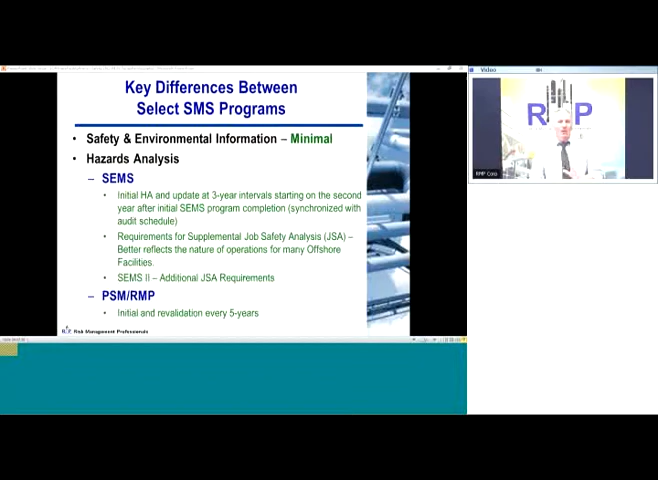 Key Differences Between
Select SMS Programs
• Safety & Environmental Information – Minimal
• Hazards Analysis
– SEMS
• Initial HA and update at 3-year intervals starting on the second
year after initial SEMS program completion (synchronized with
audit schedule)
• Requirements for Supplemental Job Safety Analysis (JSA) –
Better reflects the nature of operations for many Offshore
Facilities.
• SEMS II – Additional JSA Requirements
– PSM/RMP
• Initial and revalidation every 5-years
Risk Management Professionals
Video
R P
RMP Corp